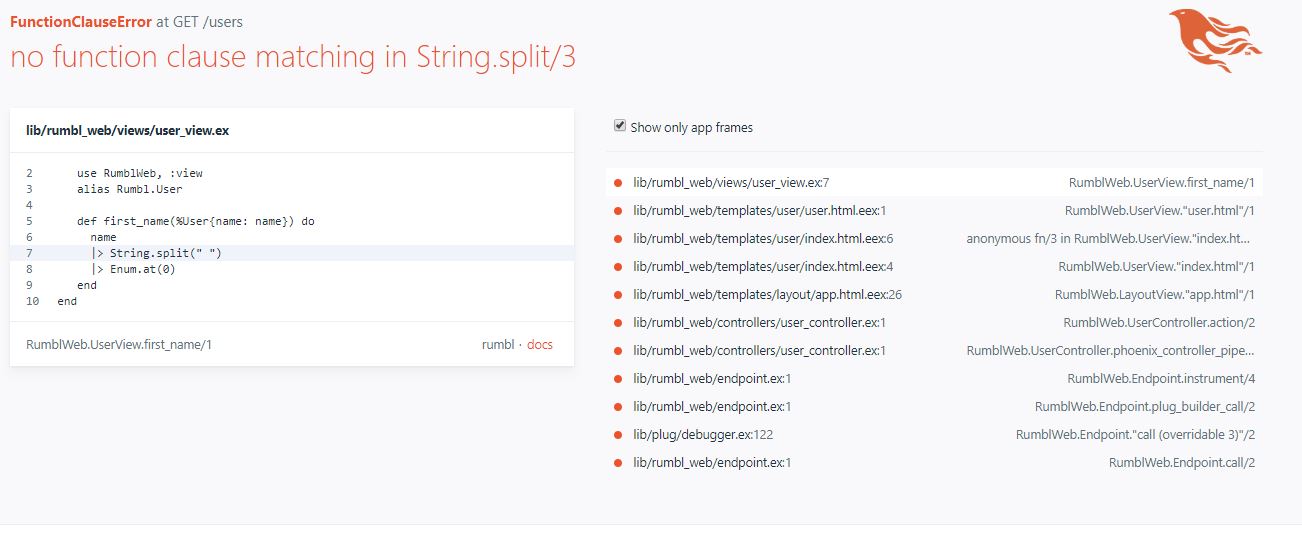 FunctionClauseError at GET /users
no function clause matching in String.split/3
lib/rumbl_web/views/user_view.ex
2 use RumblWeb, :view
3 alias Rumbl.User
4
5 def first_name(%User{name: name}) do
6 name
7 |> String.split(" ")
8 |> Enum.at(0)
9 end
10 end
RumblWeb.UserView.first_name/1 rumbl · docs
Show only app frames
lib/rumbl_web/views/user_view.ex:7 RumblWeb.UserView.first_name/1
lib/rumbl_web/templates/user/user.html.eex:1 RumblWeb.UserView."user.html"/1
lib/rumbl_web/templates/user/index.html.eex:6 anonymous fn/3 in RumblWeb.UserView."index.ht...
lib/rumbl_web/templates/user/index.html.eex:4 RumblWeb.UserView."index.html"/1
lib/rumbl_web/templates/layout/app.html.eex:26 RumblWeb.LayoutView."app.html"/1
lib/rumbl_web/controllers/user_controller.ex:1 RumblWeb.UserController.action/2
lib/rumbl_web/controllers/user_controller.ex:1 RumblWeb.UserController.phoenix_controller_pipe...
lib/rumbl_web/endpoint.ex:1 RumblWeb.Endpoint.instrument/4
lib/rumbl_web/endpoint.ex:1 RumblWeb.Endpoint.plug_builder_call/2
lib/plug/debugger.ex:122 RumblWeb.Endpoint."call (overridable 3)"/2
lib/rumbl_web/endpoint.ex:1 RumblWeb.Endpoint.call/2